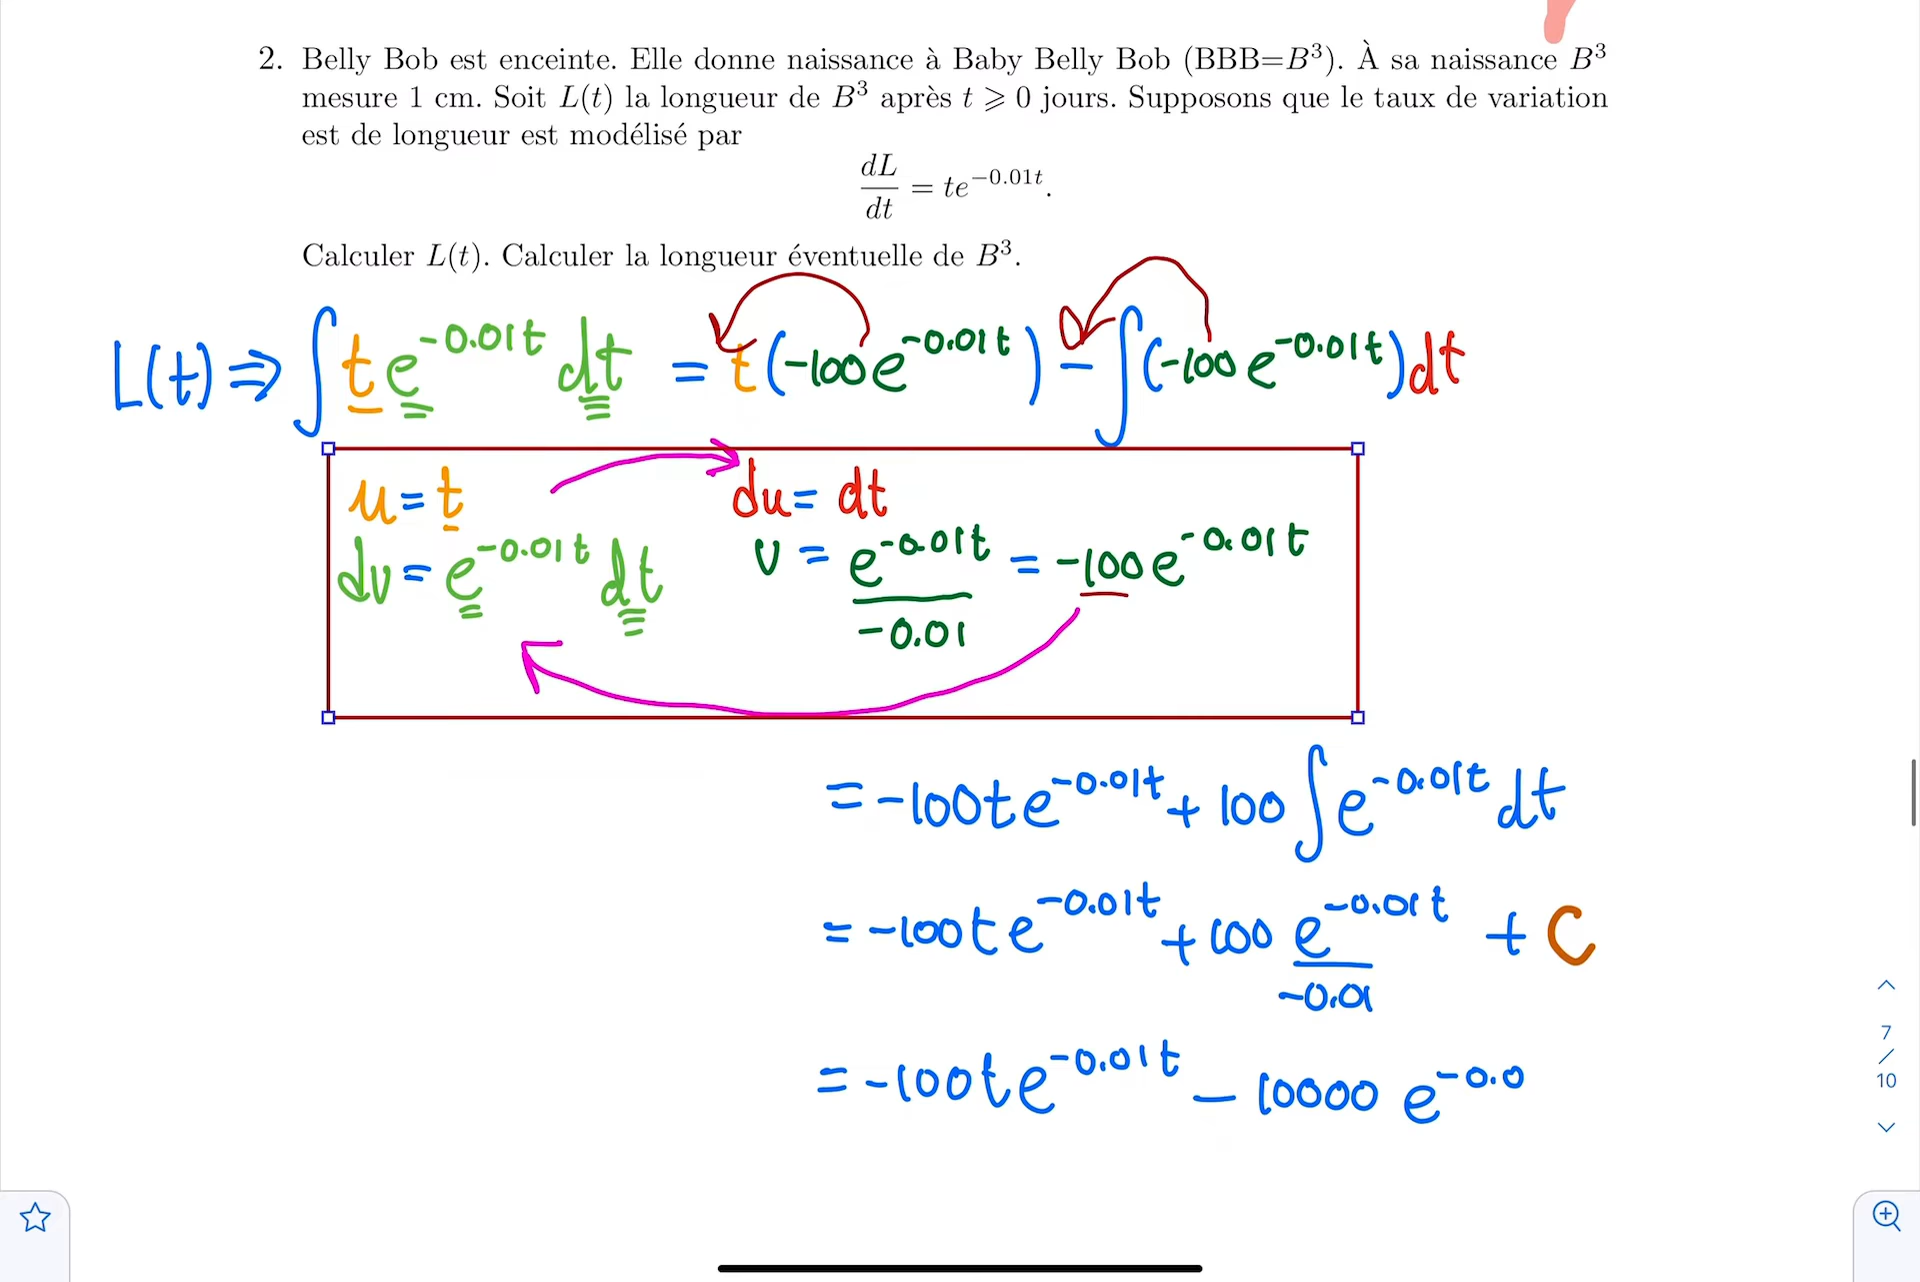 2. Belly Bob est enceinte. Elle donne naissance à Baby Belly Bob (BBB=B³). À sa naissance B³
mesure 1 cm. Soit L(t) la longueur de B³ après t ⩾ 0 jours. Supposons que le taux de variation
est de longueur est modélisé par
dL/dt = te^{-0.01t}.
Calculer L(t). Calculer la longueur éventuelle de B³.
L(t) ⇒ ∫ t e^{-0.01t} dt = t(-100e^{-0.01t}) - ∫(-100e^{-0.01t})dt
u = t du = dt
dv = e^{-0.01t} dt v = e^{-0.01t}/-0.01 = -100e^{-0.01t}
= -100te^{-0.01t} + 100 ∫ e^{-0.01t} dt
= -100te^{-0.01t} + 100 e^{-0.01t}/-0.01 + C
= -100te^{-0.01t} - 10000 e^{-0.0
7
/
10